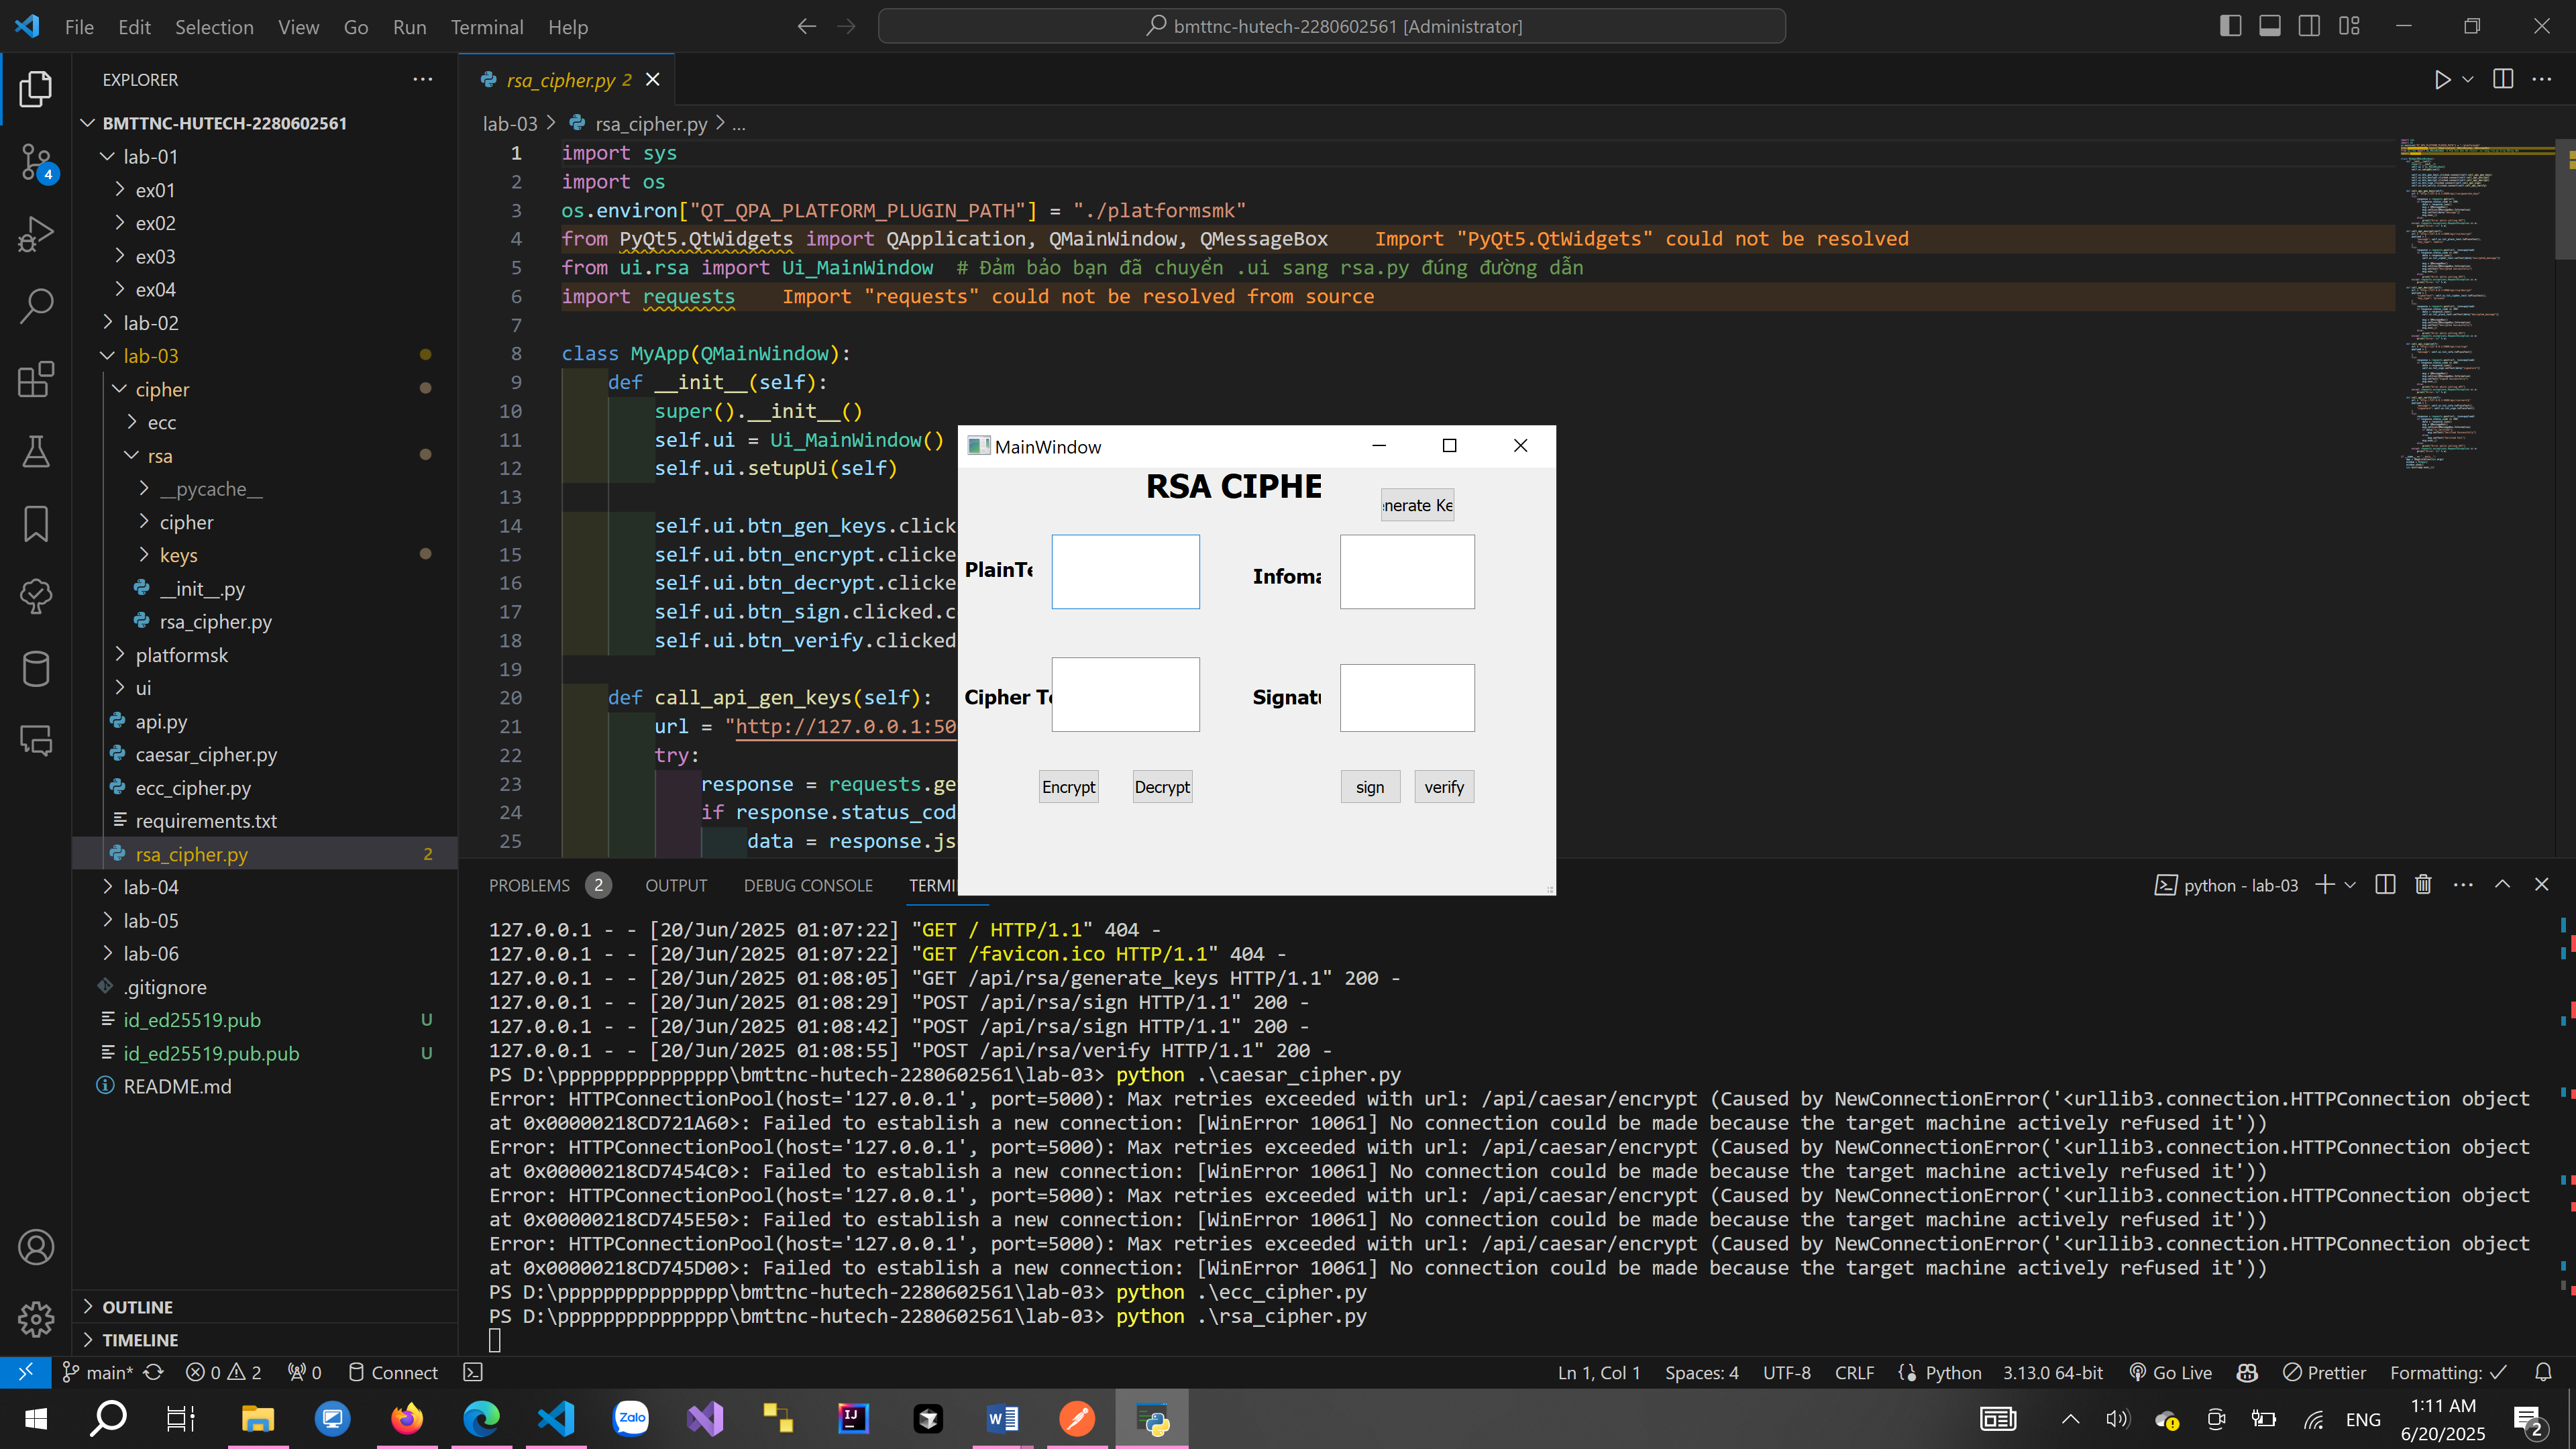 File Edit Selection View Go Run Terminal Help
bmttnc-hutech-2280602561 [Administrator]
EXPLORER
BMTTNC-HUTECH-2280602561
lab-01
ex01
ex02
ex03
ex04
lab-02
lab-03
cipher
ecc
rsa
__pycache__
cipher
keys
__init__.py
rsa_cipher.py
platformsk
ui
api.py
caesar_cipher.py
ecc_cipher.py
requirements.txt
rsa_cipher.py 2
lab-04
lab-05
lab-06
.gitignore
id_ed25519.pub U
id_ed25519.pub.pub U
README.md
OUTLINE
TIMELINE
4
rsa_cipher.py 2
lab-03 > rsa_cipher.py > ...
1 import sys
2 import os
3 os.environ["QT_QPA_PLATFORM_PLUGIN_PATH"] = "./platformsmk"
4 from PyQt5.QtWidgets import QApplication, QMainWindow, QMessageBox Import "PyQt5.QtWidgets" could not be resolved
5 from ui.rsa import Ui_MainWindow # Đảm bảo bạn đã chuyển .ui sang rsa.py đúng đường dẫn
6 import requests Import "requests" could not be resolved from source
7
8 class MyApp(QMainWindow):
9 def __init__(self):
10 super().__init__()
11 self.ui = Ui_MainWindow()
12 self.ui.setupUi(self)
13
14 self.ui.btn_gen_keys.click
15 self.ui.btn_encrypt.clicke
16 self.ui.btn_decrypt.clicke
17 self.ui.btn_sign.clicked.c
18 self.ui.btn_verify.clicked
19
20 def call_api_gen_keys(self):
21 url = "http://127.0.0.1:50
22 try:
23 response = requests.ge
24 if response.status_cod
25 data = response.js
MainWindow
RSA CIPHE
nerate Ke
PlainTe
Infoma
Cipher Te
Signatu
Encrypt Decrypt sign verify
PROBLEMS 2 OUTPUT DEBUG CONSOLE TERMI
python - lab-03
127.0.0.1 - - [20/Jun/2025 01:07:22] "GET / HTTP/1.1" 404 -
127.0.0.1 - - [20/Jun/2025 01:07:22] "GET /favicon.ico HTTP/1.1" 404 -
127.0.0.1 - - [20/Jun/2025 01:08:05] "GET /api/rsa/generate_keys HTTP/1.1" 200 -
127.0.0.1 - - [20/Jun/2025 01:08:29] "POST /api/rsa/sign HTTP/1.1" 200 -
127.0.0.1 - - [20/Jun/2025 01:08:42] "POST /api/rsa/sign HTTP/1.1" 200 -
127.0.0.1 - - [20/Jun/2025 01:08:55] "POST /api/rsa/verify HTTP/1.1" 200 -
PS D:\ppppppppppppppp\bmttnc-hutech-2280602561\lab-03> python .\caesar_cipher.py
Error: HTTPConnectionPool(host='127.0.0.1', port=5000): Max retries exceeded with url: /api/caesar/encrypt (Caused by NewConnectionError('<urllib3.connection.HTTPConnection object
at 0x00000218CD721A60>: Failed to establish a new connection: [WinError 10061] No connection could be made because the target machine actively refused it'))
Error: HTTPConnectionPool(host='127.0.0.1', port=5000): Max retries exceeded with url: /api/caesar/encrypt (Caused by NewConnectionError('<urllib3.connection.HTTPConnection object
at 0x00000218CD7454C0>: Failed to establish a new connection: [WinError 10061] No connection could be made because the target machine actively refused it'))
Error: HTTPConnectionPool(host='127.0.0.1', port=5000): Max retries exceeded with url: /api/caesar/encrypt (Caused by NewConnectionError('<urllib3.connection.HTTPConnection object
at 0x00000218CD745E50>: Failed to establish a new connection: [WinError 10061] No connection could be made because the target machine actively refused it'))
Error: HTTPConnectionPool(host='127.0.0.1', port=5000): Max retries exceeded with url: /api/caesar/encrypt (Caused by NewConnectionError('<urllib3.connection.HTTPConnection object
at 0x00000218CD745D00>: Failed to establish a new connection: [WinError 10061] No connection could be made because the target machine actively refused it'))
PS D:\ppppppppppppppp\bmttnc-hutech-2280602561\lab-03> python .\ecc_cipher.py
PS D:\ppppppppppppppp\bmttnc-hutech-2280602561\lab-03> python .\rsa_cipher.py
main* 0 2 0 Connect
Ln 1, Col 1 Spaces: 4 UTF-8 CRLF Python 3.13.0 64-bit Go Live Prettier Formatting:
Zalo
IJ
W
ENG
1:11 AM
6/20/2025
2